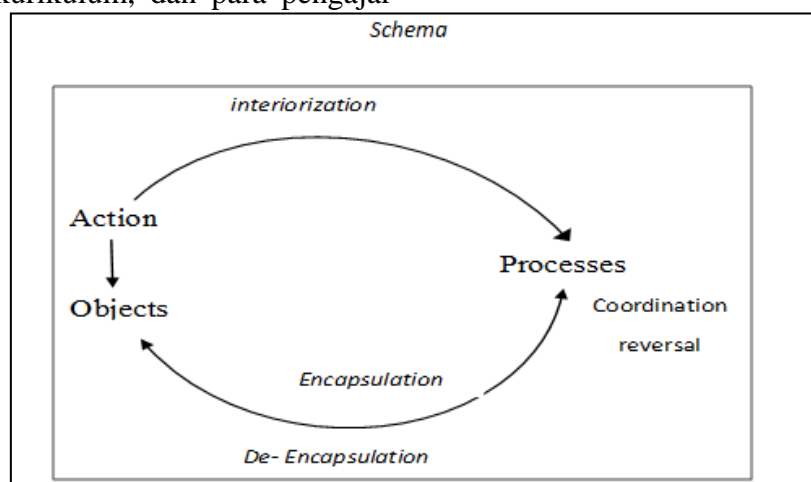 kurikulum, dan para pengajar
Schema
interiorization
Action
Processes
Objects
Coordination
reversal
Encapsulation
De- Encapsulation